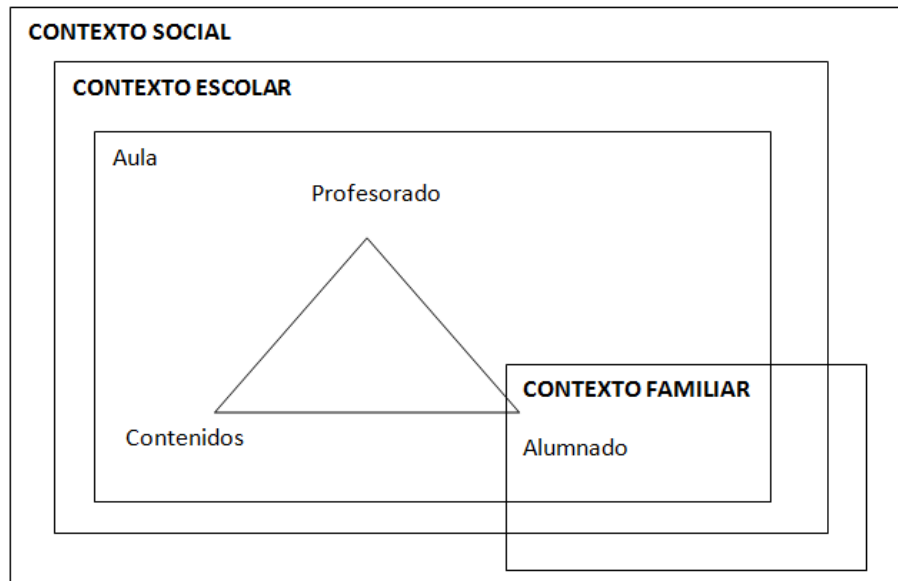 CONTEXTO SOCIAL
CONTEXTO ESCOLAR
Aula
Profesorado
CONTEXTO FAMILIAR
Contenidos
Alumnado